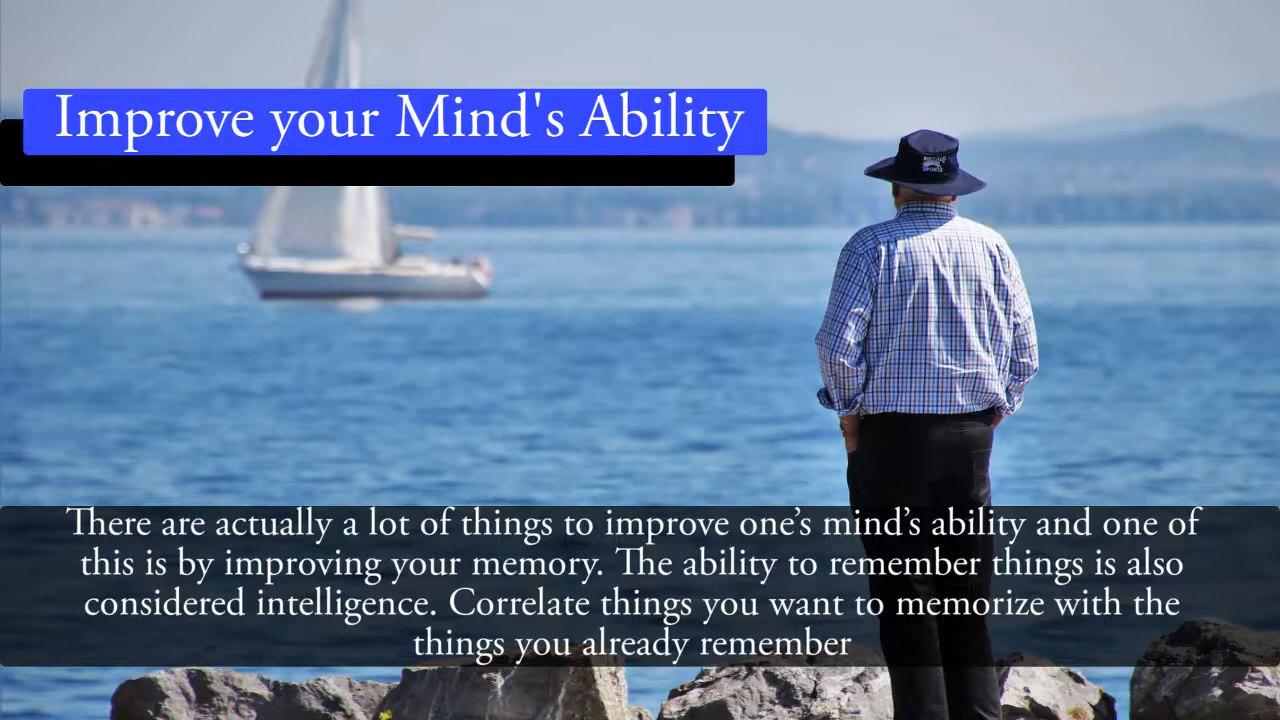 Improve your Mind's Ability
There are actually a lot of things to improve one’s mind’s ability and one of
this is by improving your memory. The ability to remember things is also
considered intelligence. Correlate things you want to memorize with the
things you already remember